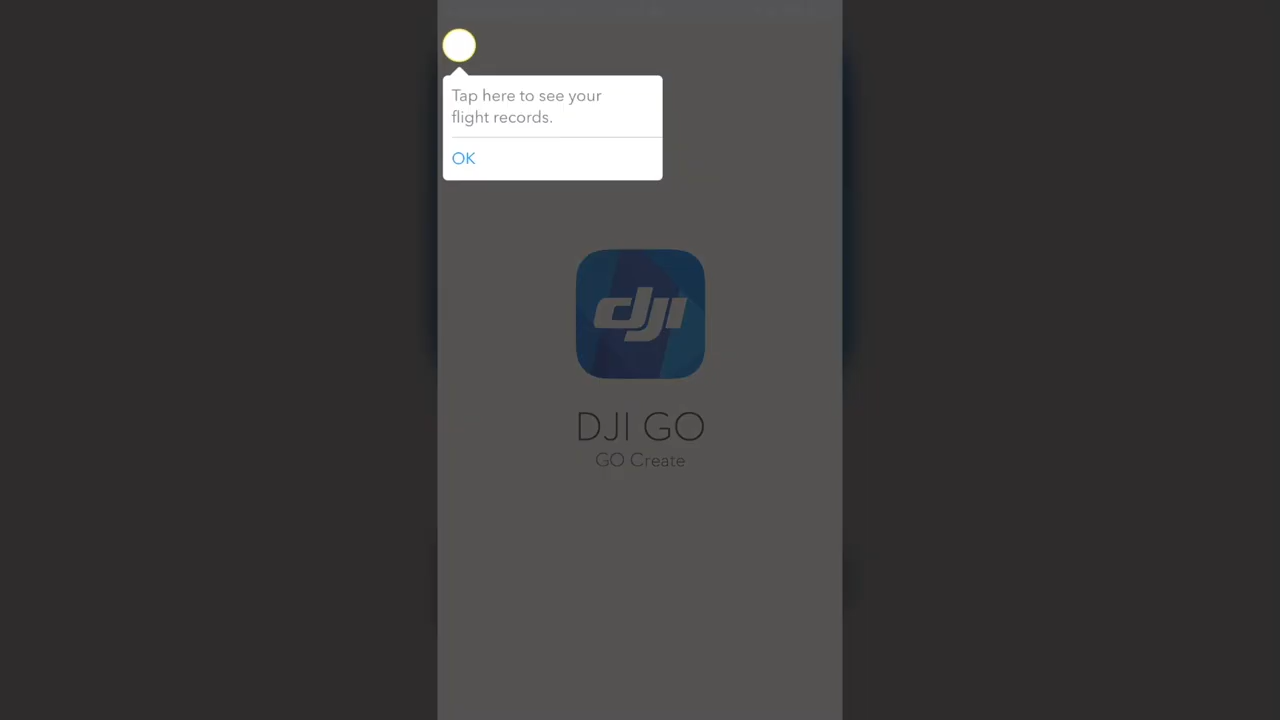 Tap here to see your
flight records.
OK
dji
DJI GO
GO Create